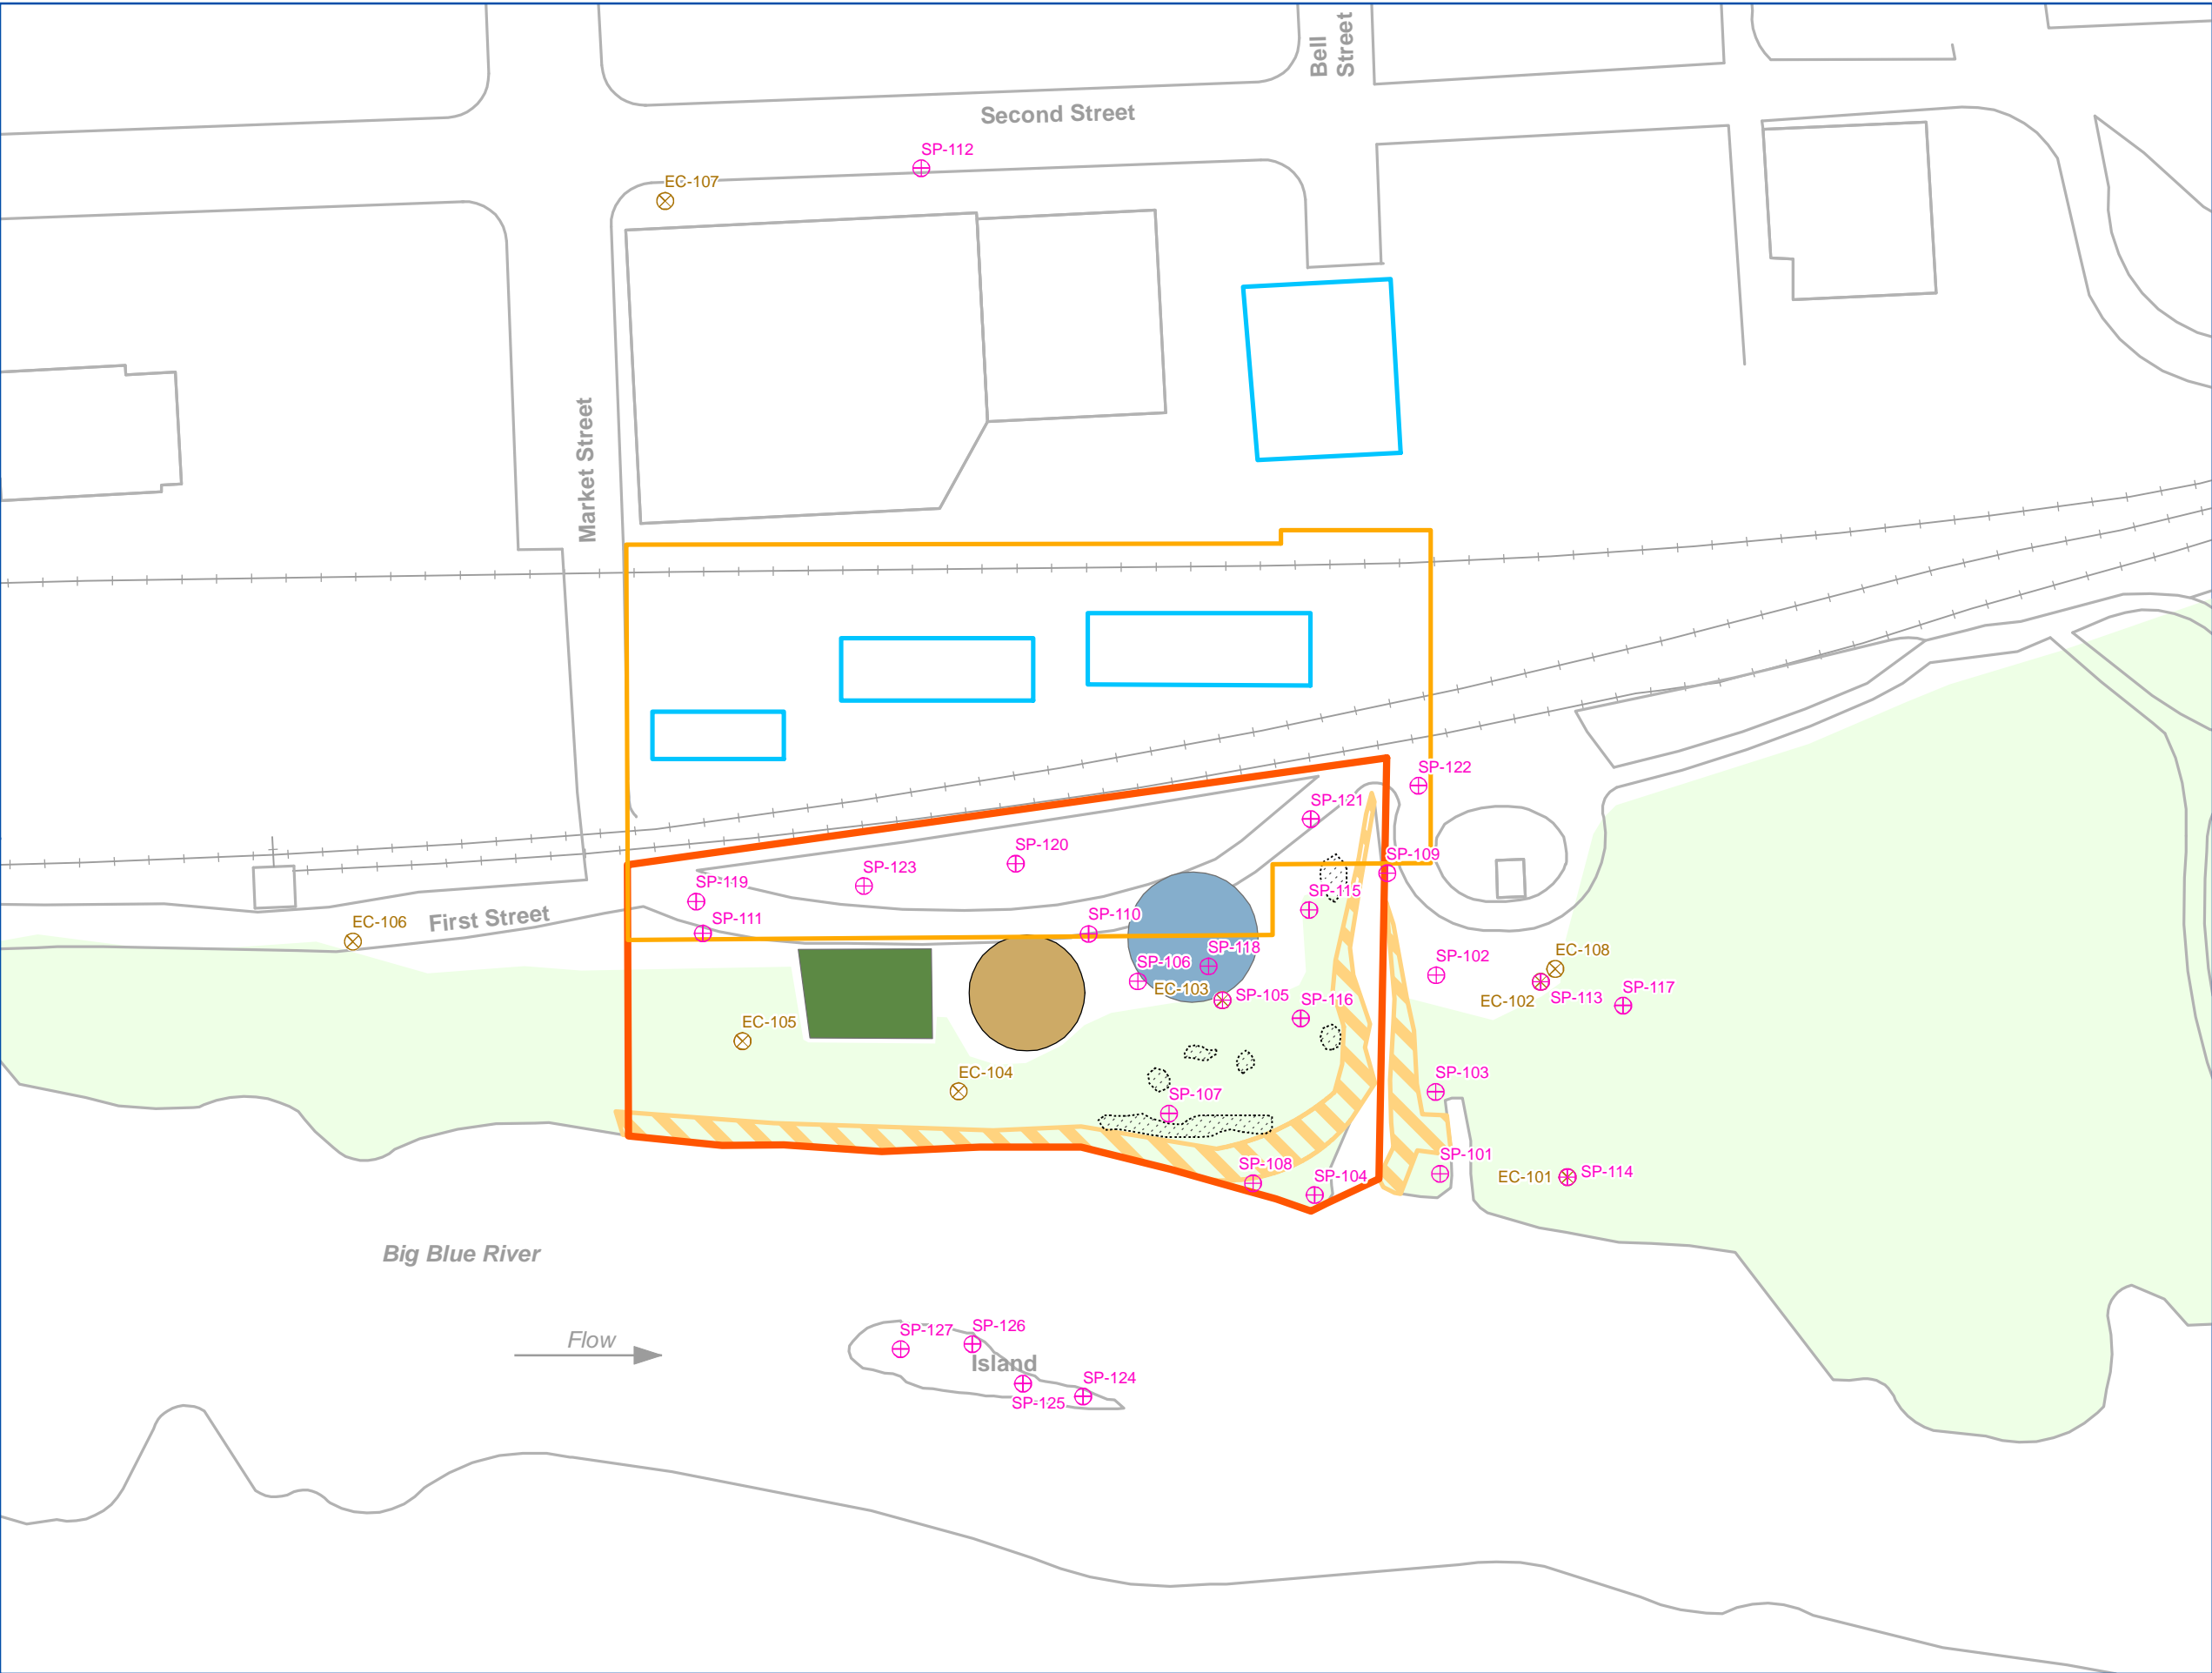 Bell
Street
Second Street
SP-112
EC-107
Market Street
SP-122
SP-121
SP-120
SP-109
SP-123
SP-119
SP-115
First Street
SP-111
SP-110
EC-106
SP-118
SP-106
SP-102
EC-108
EC-103
SP-105
SP-116
EC-102
SP-113
SP-117
EC-105
EC-104
SP-107
SP-103
SP-108
SP-104
SP-101
EC-101
SP-114
Big Blue River
Flow
SP-127
SP-126
Island
SP-124
SP-125